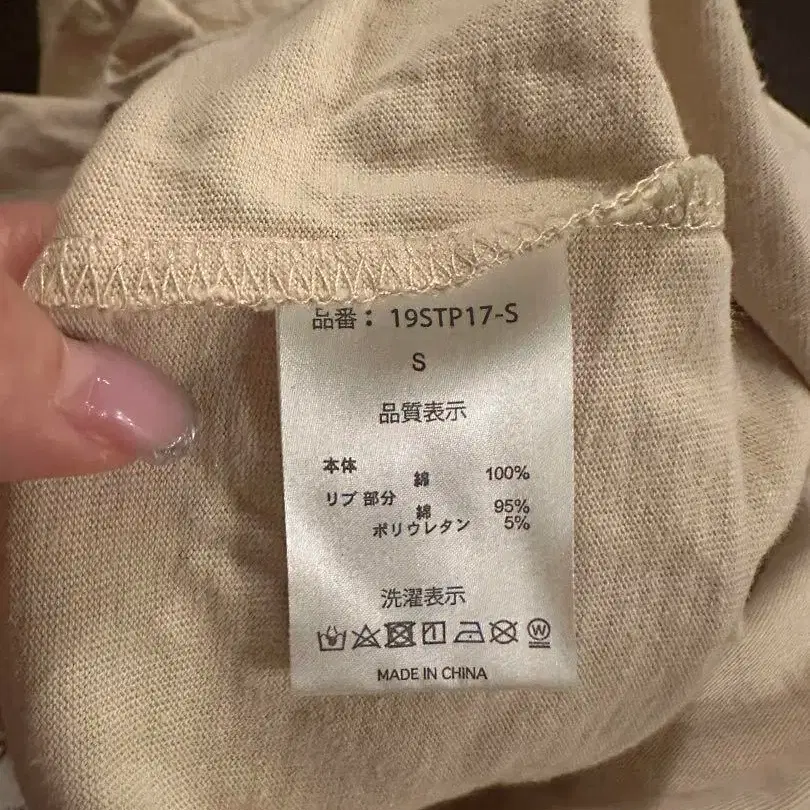 品番： 19STP17-S
S
品質表示
本体 綿 100%
リブ 部分 綿 95%
ポリウレタン 5%
洗濯表示
W
MADE IN CHINA